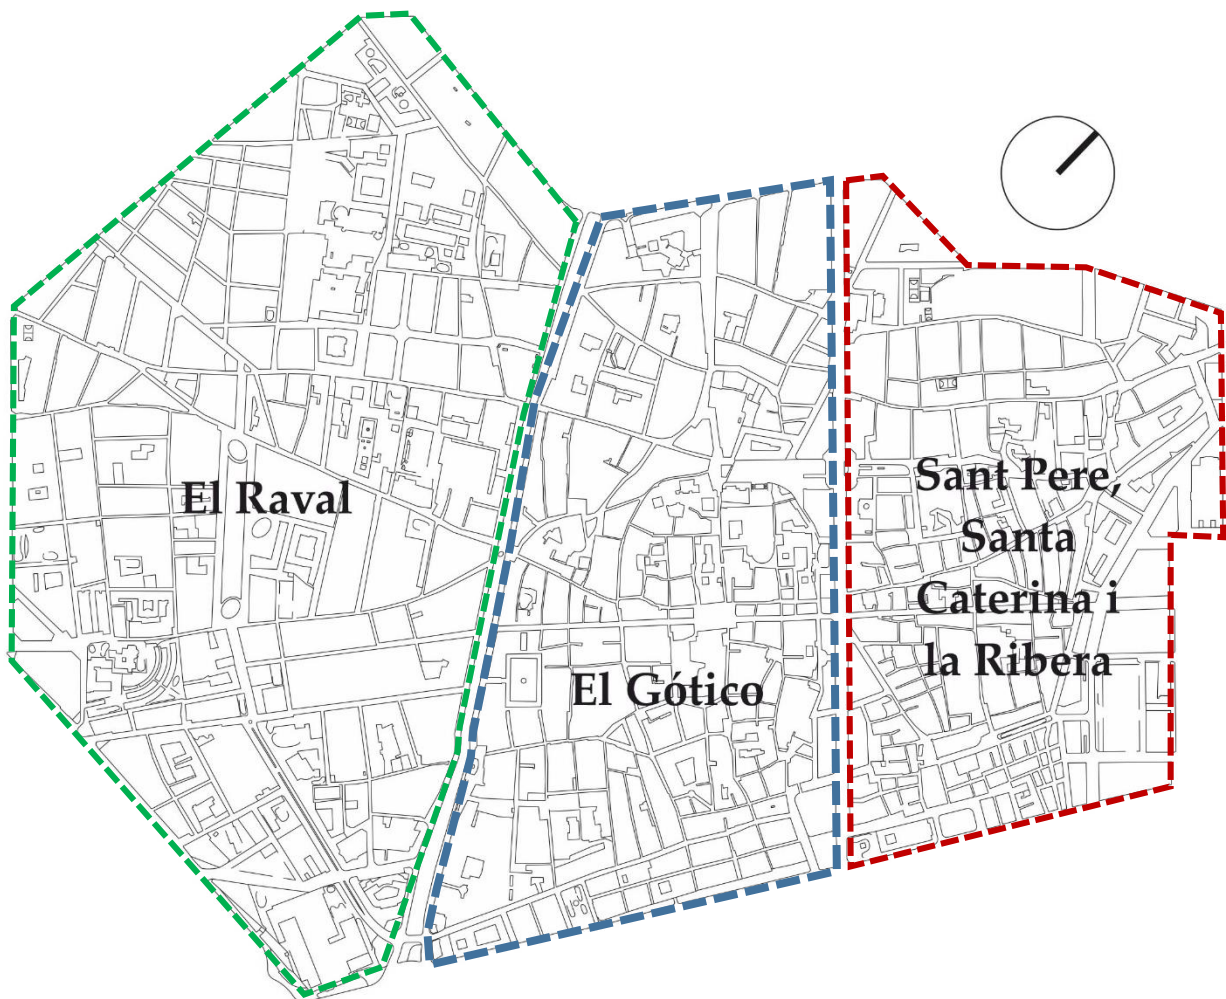 El Raval
El Gótico
Sant Pere,
Santa
Caterina i
la Ribera